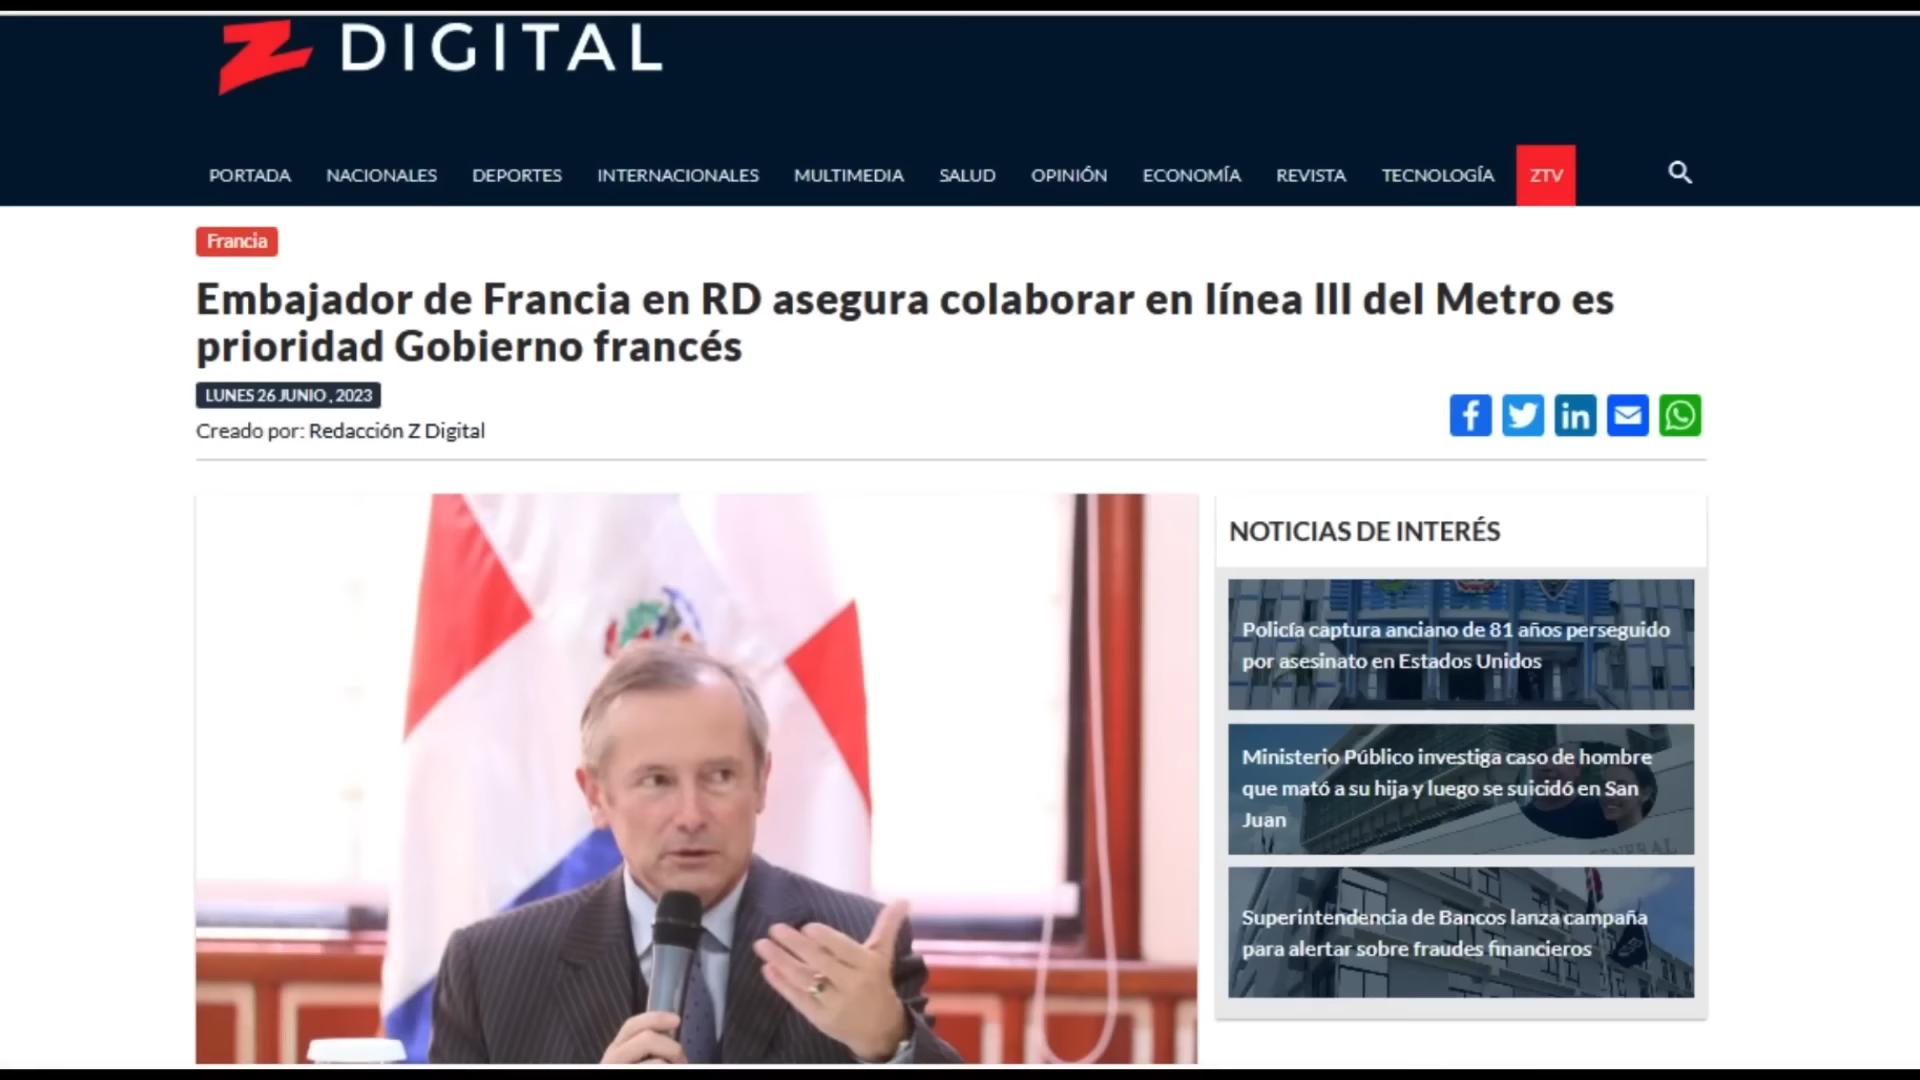 Z DIGITAL
PORTADA NACIONALES DEPORTES INTERNACIONALES MULTIMEDIA SALUD OPINIÓN ECONOMÍA REVISTA TECNOLOGÍA ZTV
Francia
Embajador de Francia en RD asegura colaborar en línea III del Metro es
prioridad Gobierno francés
LUNES 26 JUNIO , 2023
Creado por: Redacción Z Digital
NOTICIAS DE INTERÉS
Policía captura anciano de 81 años perseguido
por asesinato en Estados Unidos
Ministerio Público investiga caso de hombre
que mató a su hija y luego se suicidó en San
Juan
Superintendencia de Bancos lanza campaña
para alertar sobre fraudes financieros